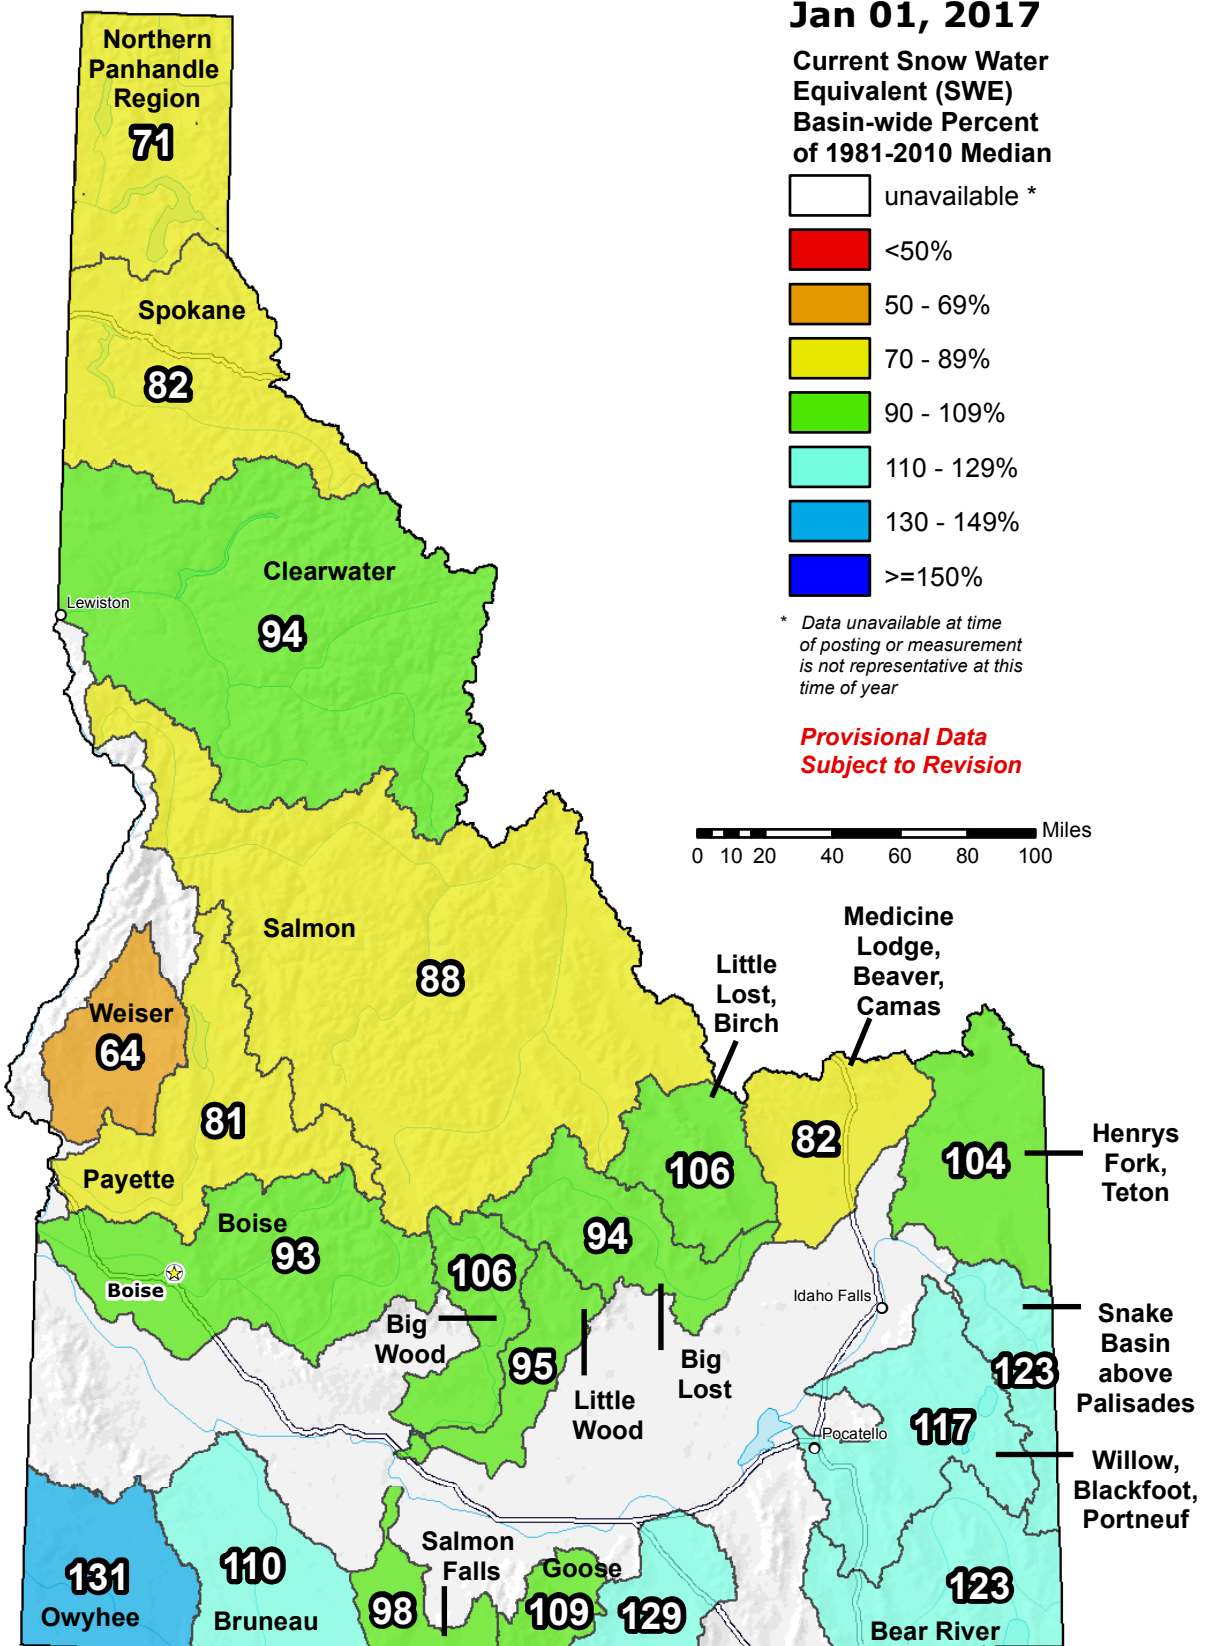 Jan 01, 2017
Current Snow Water
Equivalent (SWE)
Basin-wide Percent
of 1981-2010 Median
unavailable *
<50%
50 - 69%
70 - 89%
90 - 109%
110 - 129%
130 - 149%
>=150%
* Data unavailable at time
of posting or measurement
is not representative at this
time of year
Provisional Data
Subject to Revision
Miles
0 10 20 40 60 80 100
Northern
Panhandle
Region
71
Spokane
82
Clearwater
94
Lewiston
Salmon
88
Weiser
64
81
Payette
Boise
93
Boise
Little
Lost,
Birch
106
Medicine
Lodge,
Beaver,
Camas
82
104
Henrys
Fork,
Teton
94
106
Big
Wood
95
Little
Wood
Big
Lost
Idaho Falls
Snake
Basin
above
Palisades
123
117
Pocatello
Willow,
Blackfoot,
Portneuf
131
Owyhee
110
Bruneau
98
Salmon
Falls
Goose
109
129
123
Bear River